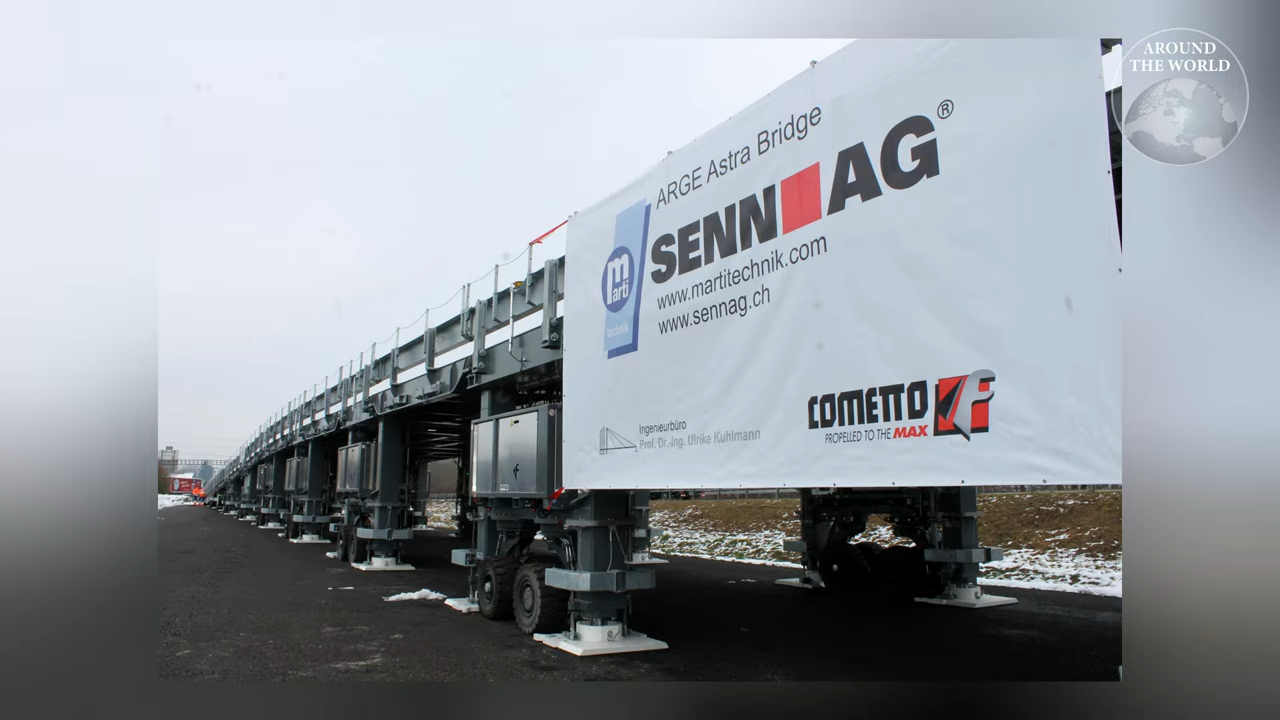 AROUND
THE WORLD
ARGE Astra Bridge
SENN AG®
marti
technik
www.martitechnik.com
www.sennag.ch
COMETTO
PROPELLED TO THE MAX
Ingenieurbüro
Prof. Dr.-Ing. Ulrike Kuhlmann